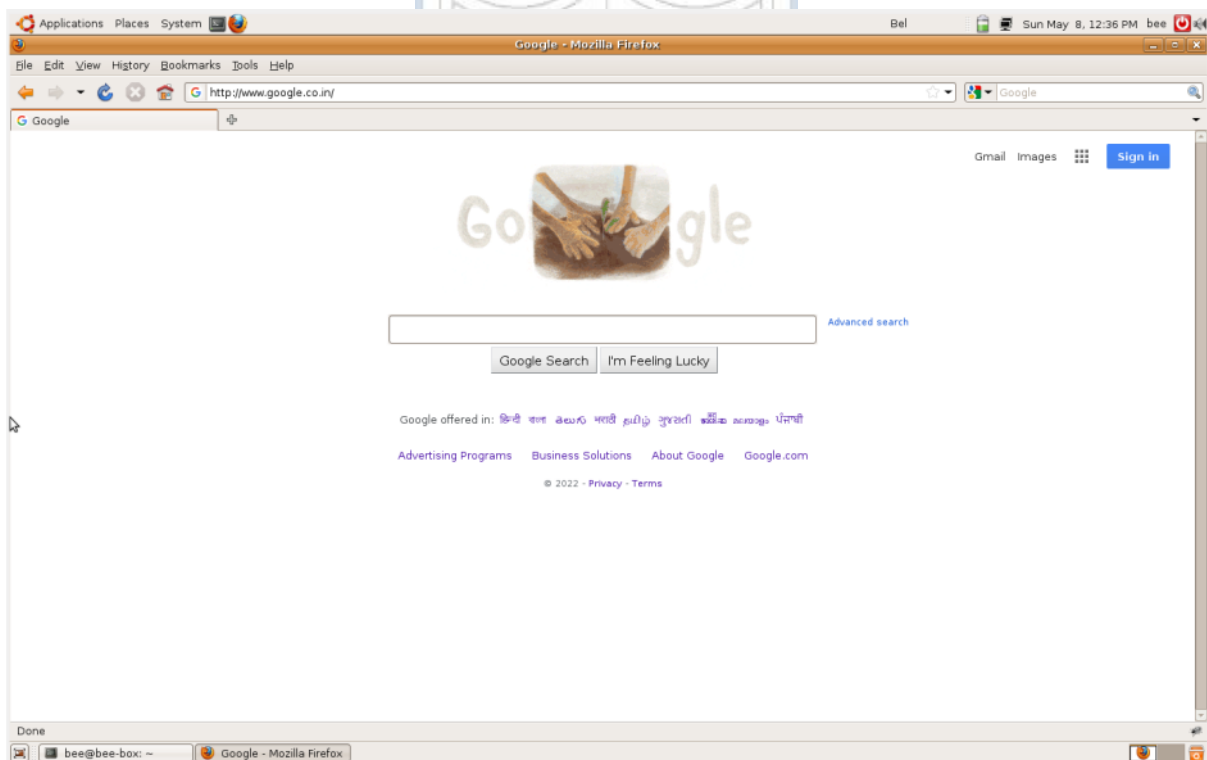 Applications Places System Bel Sun May 8, 12:36 PM bee
Google - Mozilla Firefox
File Edit View History Bookmarks Tools Help
http://www.google.co.in/ Google
Google
Gmail Images Sign in
Go gle
Advanced search
Google Search I'm Feeling Lucky
Google offered in: हिन्दी বাংলা తెలుగు मराठी தமிழ் ગુજરાતી മലയാളം ਪੰਜਾਬੀ
Advertising Programs Business Solutions About Google Google.com
© 2022 - Privacy - Terms
Done
bee@bee-box: ~ Google - Mozilla Firefox